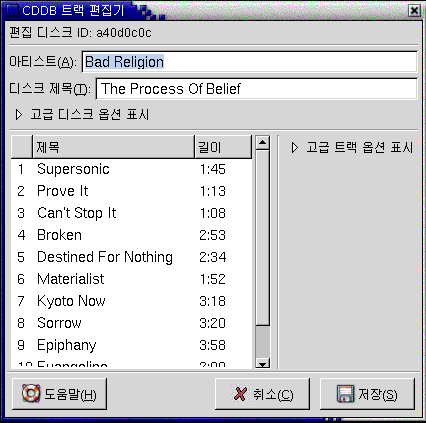 CDDB 트랙 편집기
편집 디스크 ID: a40d0c0c
아티스트(A): Bad Religion
디스크 제목(T): The Process Of Belief
고급 디스크 옵션 표시
제목 길이
고급 트랙 옵션 표시
1 Supersonic 1:45
2 Prove It 1:13
3 Can't Stop It 1:08
4 Broken 2:53
5 Destined For Nothing 2:34
6 Materialist 1:52
7 Kyoto Now 3:18
8 Sorrow 3:20
9 Epiphany 3:58
도움말(H) 취소(C) 저장(S)